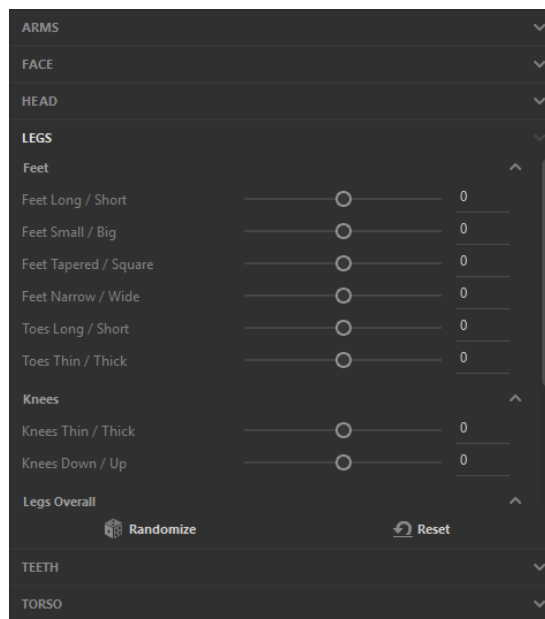 ARMS
FACE
HEAD
LEGS
Feet
Feet Long / Short 0
Feet Small / Big 0
Feet Tapered / Square 0
Feet Narrow / Wide 0
Toes Long / Short 0
Toes Thin / Thick 0
Knees
Knees Thin / Thick 0
Knees Down / Up 0
Legs Overall
Randomize Reset
TEETH
TORSO